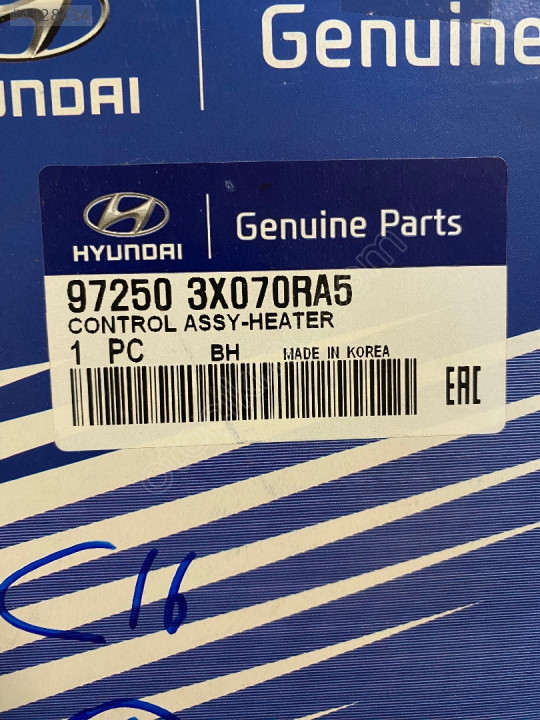 HYUNDAI
Genuine
HYUNDAI
Genuine Parts
97250 3X070RA5
CONTROL ASSY-HEATER
1 PC BH MADE IN KOREA
EAC
C16